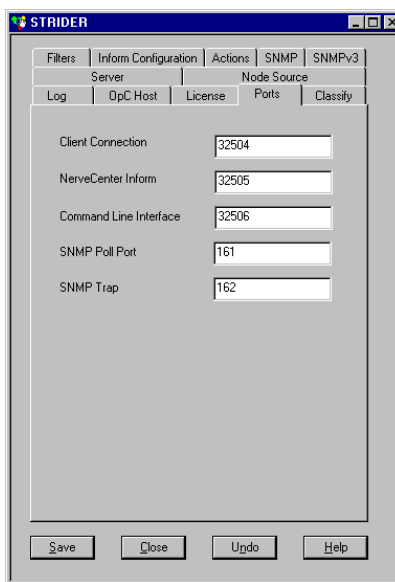 STRIDER
Filters Inform Configuration Actions SNMP SNMPv3
Server Node Source
Log OpC Host License Ports Classify
Client Connection 32504
NerveCenter Inform 32505
Command Line Interface 32506
SNMP Poll Port 161
SNMP Trap 162
Save Close Undo Help